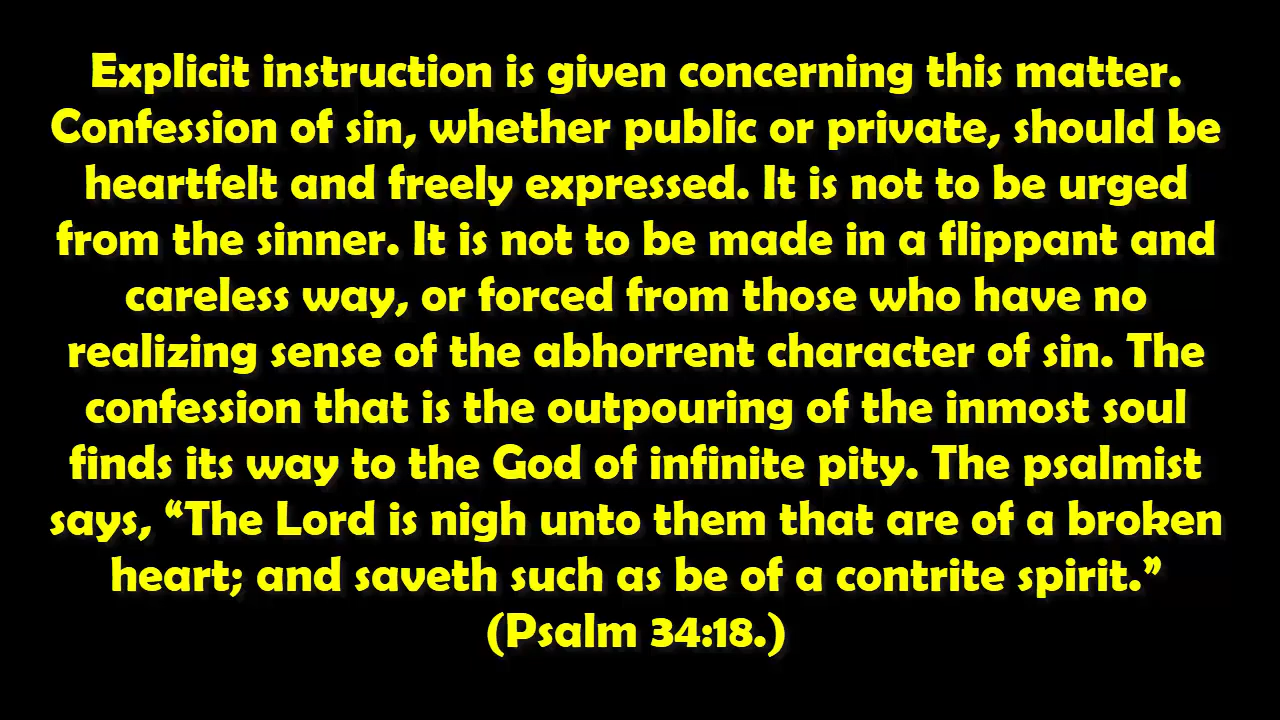 Explicit instruction is given concerning this matter.
Confession of sin, whether public or private, should be
heartfelt and freely expressed. It is not to be urged
from the sinner. It is not to be made in a flippant and
careless way, or forced from those who have no
realizing sense of the abhorrent character of sin. The
confession that is the outpouring of the inmost soul
finds its way to the God of infinite pity. The psalmist
says, “The Lord is nigh unto them that are of a broken
heart; and saveth such as be of a contrite spirit.”
(Psalm 34:18.)